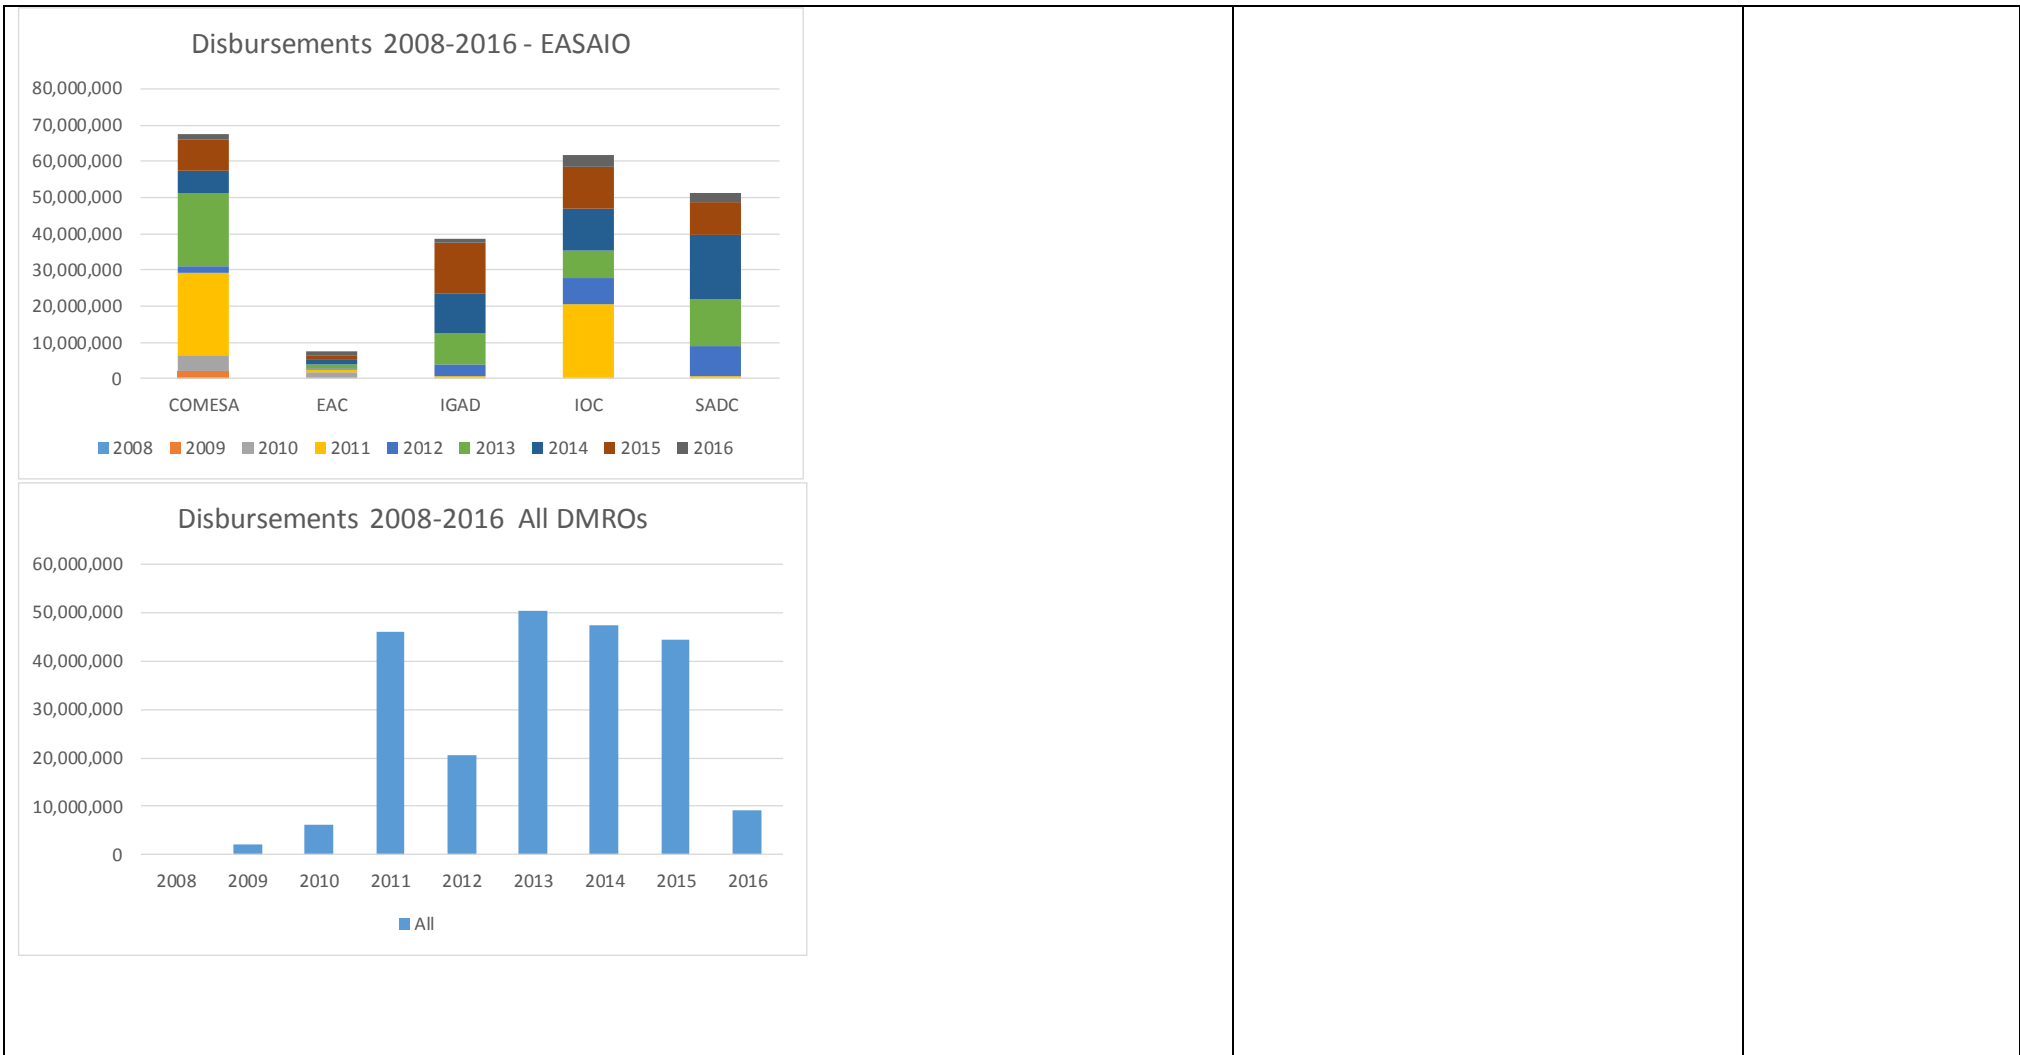 Disbursements 2008-2016 - EASAIO
80,000,000
70,000,000
60,000,000
50,000,000
40,000,000
30,000,000
20,000,000
10,000,000
0
COMESA EAC IGAD IOC SADC
2008 2009 2010 2011 2012 2013 2014 2015 2016
Disbursements 2008-2016 All DMROs
60,000,000
50,000,000
40,000,000
30,000,000
20,000,000
10,000,000
0
2008 2009 2010 2011 2012 2013 2014 2015 2016
All